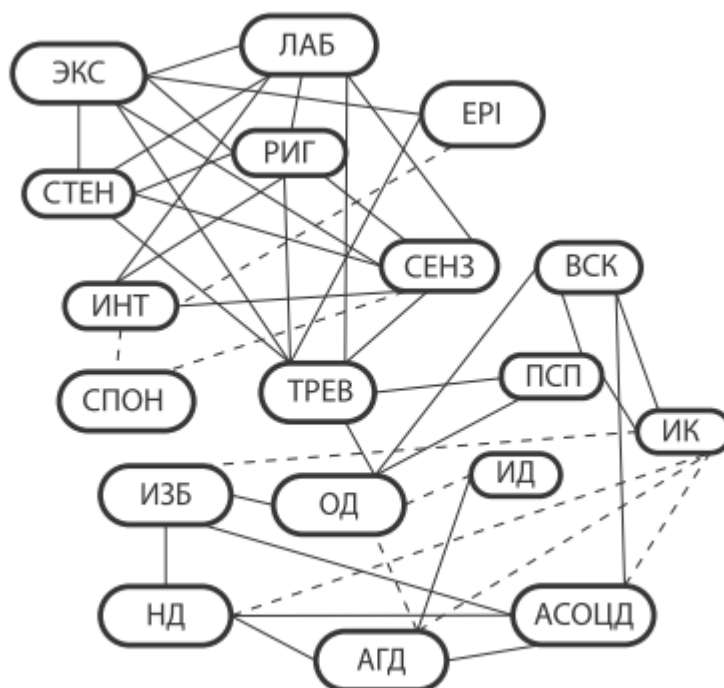 ЛАБ
ЭКС
EPI
РИГ
СТЕН
СЕНЗ
ВСК
ИНТ
ПСП
СПОН
ТРЕВ
ИК
ИД
ИЗБ
ОД
НД
АСОЦД
АГД